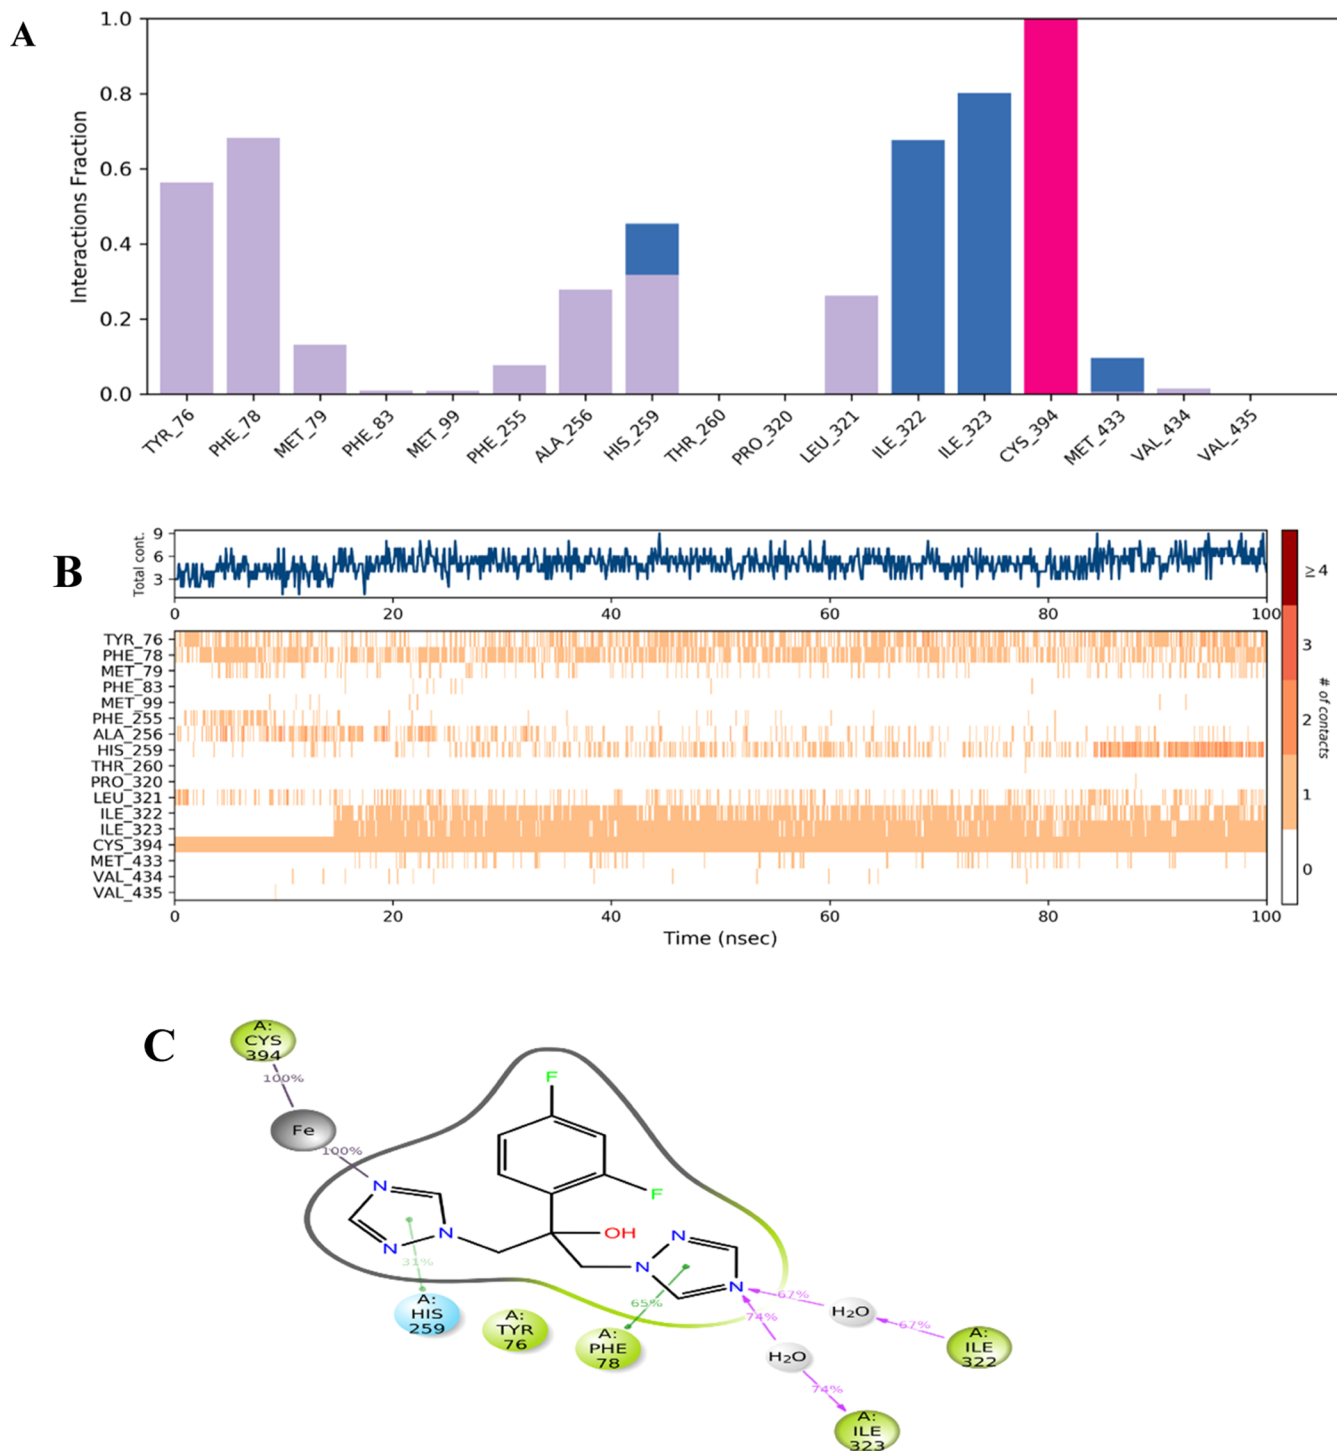 A
Interactions Fraction
1.0
0.8
0.6
0.4
0.2
0.0
TYR_76
PHE_78
MET_79
PHE_83
MET_99
PHE_255
ALA_256
HIS_259
THR_260
PRO_320
LEU_321
ILE_322
ILE_323
CYS_394
MET_433
VAL_434
VAL_435
B
Total cont.
9
6
3
0 20 40 60 80 100
TYR_76
PHE_78
MET_79
PHE_83
MET_99
PHE_255
ALA_256
HIS_259
THR_260
PRO_320
LEU_321
ILE_322
ILE_323
CYS_394
MET_433
VAL_434
VAL_435
0 20 40 60 80 100
Time (nsec)
≥4
3
2
1
0
# of contacts
C
A:
CYS
394
100%
Fe
100%
F
F
N
N
N
OH
N
N
N
31%
65%
A:
HIS
259
A:
TYR
76
A:
PHE
78
67%
H₂O
67%
A:
ILE
322
74%
H₂O
74%
A:
ILE
323